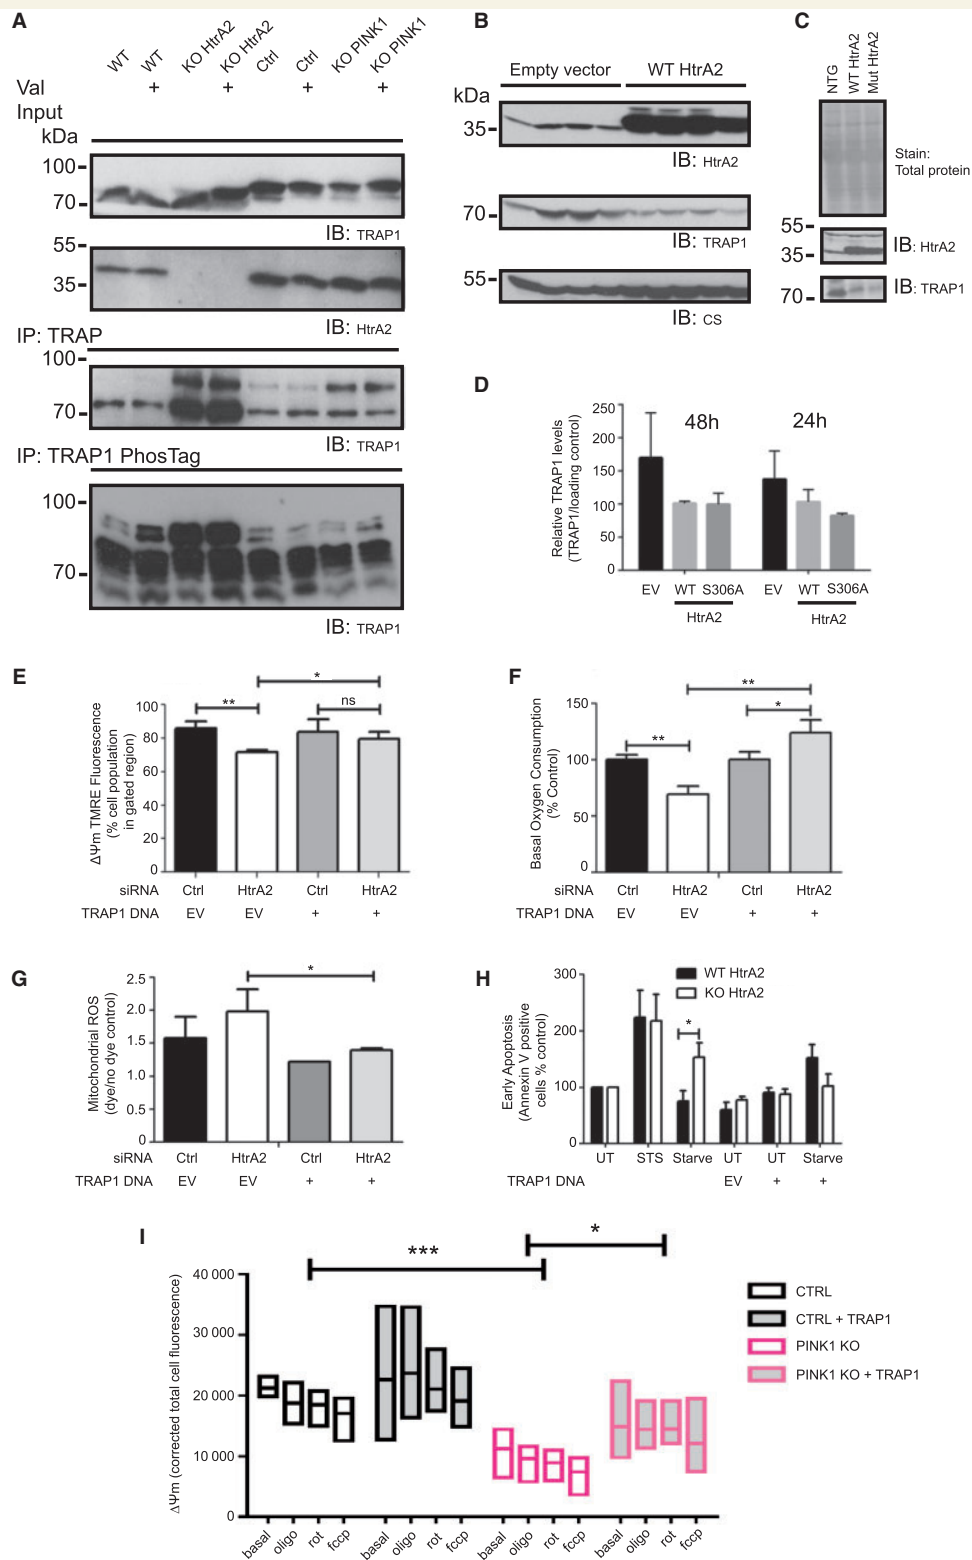 A
WT
WT
KO HtrA2
KO HtrA2
Ctrl
Ctrl
KO PINK1
KO PINK1
Val + + + +
Input
kDa
100
70
IB: TRAP1
55
35
IB: HtrA2
IP: TRAP
100
70
IB: TRAP1
IP: TRAP1 PhosTag
100
70
IB: TRAP1
B
Empty vector WT HtrA2
kDa
35
IB: HtrA2
70
IB: TRAP1
55
IB: CS
C
NTG
WT HtrA2
Mut HtrA2
Stain:
Total protein
55
35
IB: HtrA2
70
IB: TRAP1
D
Relative TRAP1 levels
(TRAP1/loading control)
250
200
150
100
50
0
48h 24h
EV WT S306A EV WT S306A
HtrA2 HtrA2
E
ΔΨm TMRE Fluorescence
(% cell population
in gated region)
100
80
60
40
20
0
** * ns
siRNA Ctrl HtrA2 Ctrl HtrA2
TRAP1 DNA EV EV + +
F
Basal Oxygen Consumption
(% Control)
150
100
50
0
** ** *
siRNA Ctrl HtrA2 Ctrl HtrA2
TRAP1 DNA EV EV + +
G
Mitochondrial ROS
(dye/no dye control)
2.5
2.0
1.5
1.0
0.5
0
*
siRNA Ctrl HtrA2 Ctrl HtrA2
TRAP1 DNA EV EV + +
H
Early Apoptosis
(Annexin V positive
cells % control)
300
200
100
0
WT HtrA2
KO HtrA2
*
UT STS Starve UT UT Starve
TRAP1 DNA EV + +
I
ΔΨm (corrected total cell fluorescence)
40 000
30 000
20 000
10 000
0
*** *
CTRL
CTRL + TRAP1
PINK1 KO
PINK1 KO + TRAP1
basal oligo rot fccp basal oligo rot fccp basal oligo rot fccp basal oligo rot fccp